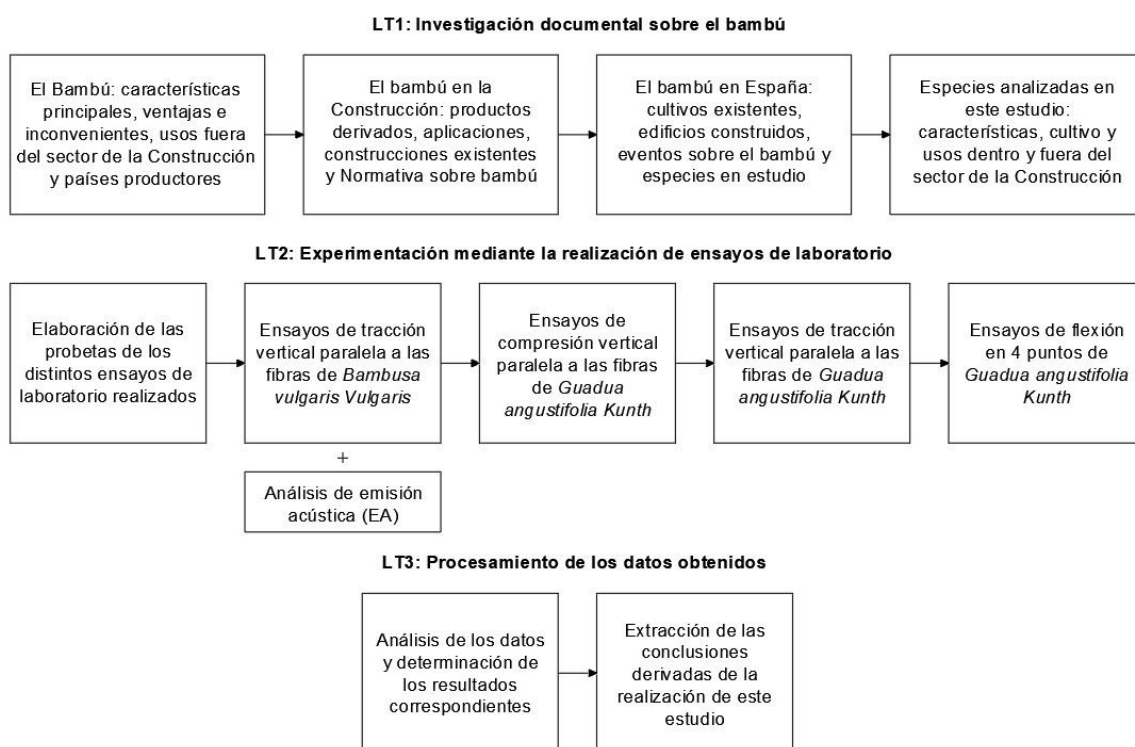 LT1: Investigación documental sobre el bambú
El Bambú: características
principales, ventajas e
inconvenientes, usos fuera
del sector de la Construcción
y países productores
El bambú en la
Construcción: productos
derivados, aplicaciones,
construcciones existentes
y Normativa sobre bambú
El bambú en España:
cultivos existentes,
edificios construidos,
eventos sobre el bambú y
especies en estudio
Especies analizadas en
este estudio:
características, cultivo y
usos dentro y fuera del
sector de la Construcción
LT2: Experimentación mediante la realización de ensayos de laboratorio
Elaboración de las
probetas de los
distintos ensayos de
laboratorio realizados
Ensayos de tracción
vertical paralela a las
fibras de Bambusa
vulgaris Vulgaris
+
Análisis de emisión
acústica (EA)
Ensayos de
compresión vertical
paralela a las fibras
de Guadua
angustifolia Kunth
Ensayos de tracción
vertical paralela a las
fibras de Guadua
angustifolia Kunth
Ensayos de flexión
en 4 puntos de
Guadua angustifolia
Kunth
LT3: Procesamiento de los datos obtenidos
Análisis de los datos
y determinación de
los resultados
correspondientes
Extracción de las
conclusiones
derivadas de la
realización de este
estudio